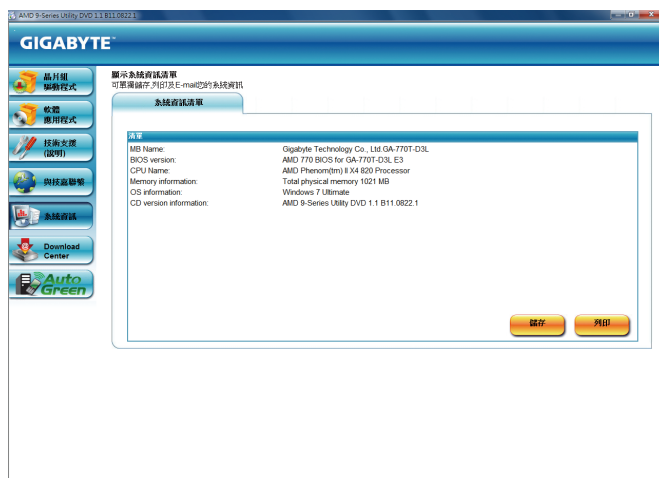 AMD 9-Series Utility DVD 1.1 B11.0822.1
GIGABYTE™
晶片組
驅動程式
軟體
應用程式
技術支援
(說明)
與技嘉聯繫
系統資訊
Download
Center
Auto
Green
顯示系統資訊清單
可單獨儲存,列印及E-mail您的系統資訊
系統資訊清單
清單
MB Name: Gigabyte Technology Co., Ltd.GA-770T-D3L
BIOS version: AMD 770 BIOS for GA-770T-D3L E3
CPU Name: AMD Phenom(tm) II X4 820 Processor
Memory information: Total physical memory 1021 MB
OS information: Windows 7 Ultimate
CD version information: AMD 9-Series Utility DVD 1.1 B11.0822.1
儲存
列印